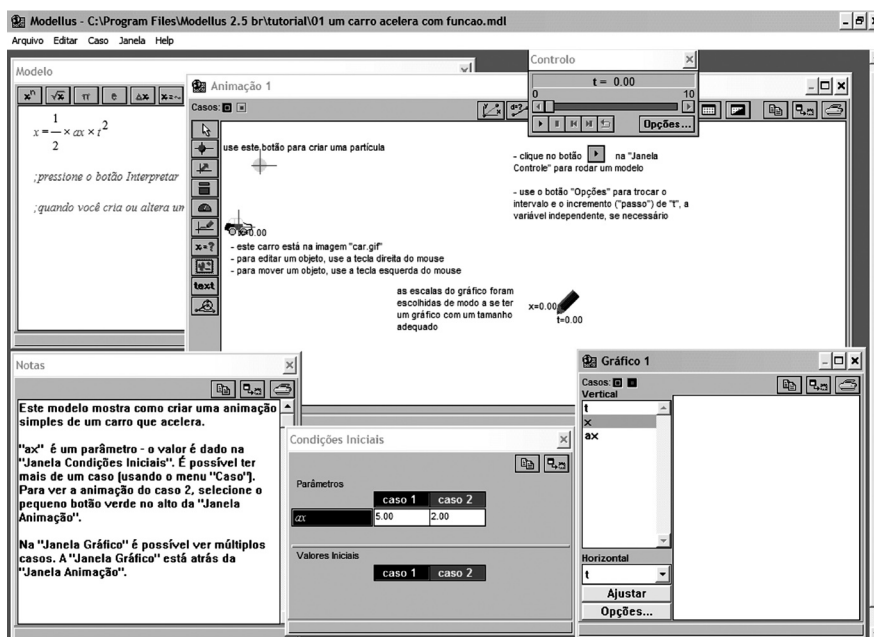 Modellus - C:\Program Files\Modellus 2.5 br\tutorial\01 um carro acelera com funcao.mdl
Arquivo Editar Caso Janela Help
Modelo
xⁿ √x π e Δx x=..
x = 1/2 × ax × t²
;pressione o botão Interpretar
;quando você cria ou altera um
Animação 1
Casos:
use este botão para criar uma partícula
x=0.00
- este carro está na imagem "car.gif"
- para editar um objeto, use a tecla direita do mouse
- para mover um objeto, use a tecla esquerda do mouse
x=?
text
as escalas do gráfico foram
escolhidas de modo a se ter
um gráfico com um tamanho
adequado
x=0.00
t=0.00
- clique no botão na "Janela
Controle" para rodar um modelo
- use o botão "Opções" para trocar o
intervalo e o incremento ("passo") de "t", a
variável independente, se necessário
Controlo
t = 0.00
0 10
Opções...
Notas
Este modelo mostra como criar uma animação
simples de um carro que acelera.
"ax" é um parâmetro - o valor é dado na
"Janela Condições Iniciais". É possível ter
mais de um caso (usando o menu "Caso").
Para ver a animação do caso 2, selecione o
pequeno botão verde no alto da "Janela
Animação".
Na "Janela Gráfico" é possível ver múltiplos
casos. A "Janela Gráfico" está atrás da
"Janela Animação".
Condições Iniciais
Parâmetros
caso 1 caso 2
ax 5.00 2.00
Valores Iniciais
caso 1 caso 2
Gráfico 1
Casos:
Vertical
t
x
ax
Horizontal
t
Ajustar
Opções...